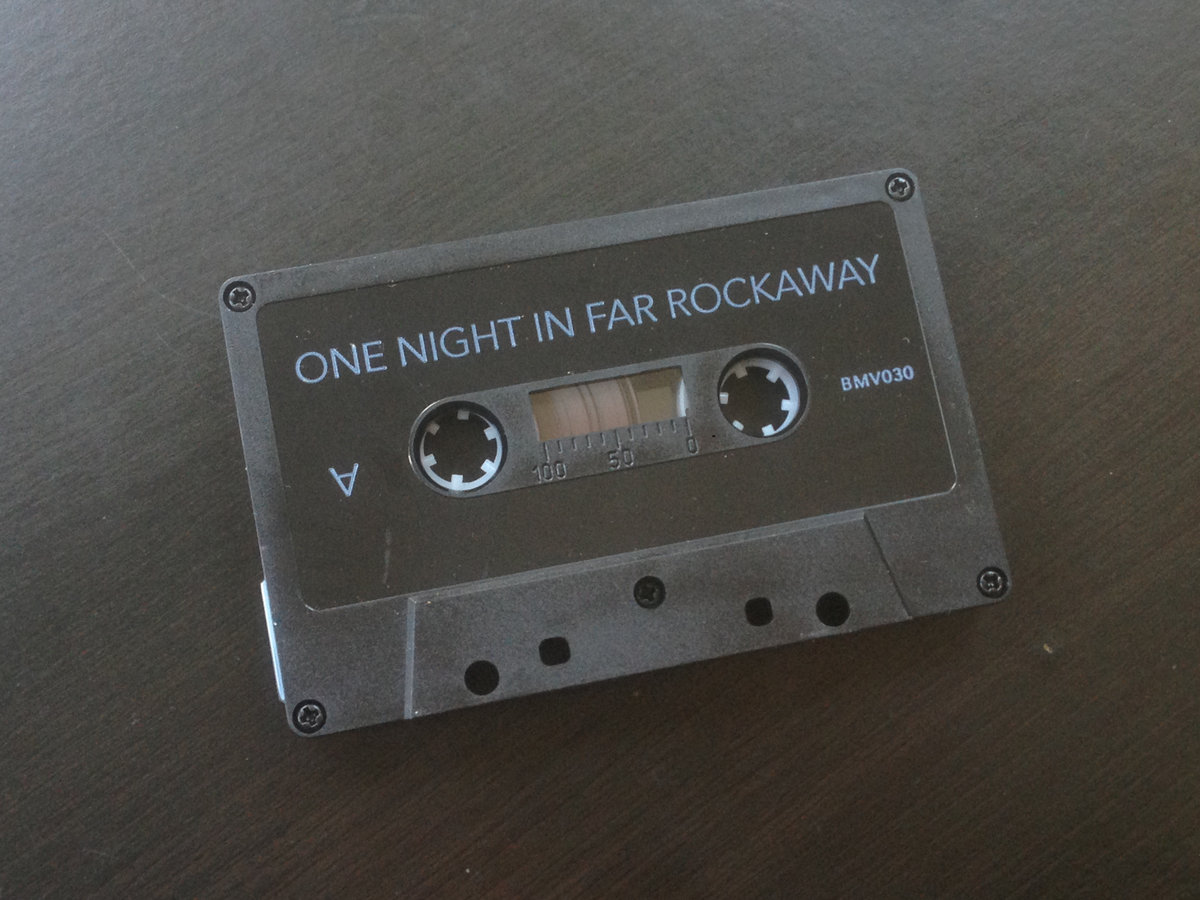 ONE NIGHT IN FAR ROCKAWAY
BMV030
A
100 50 0